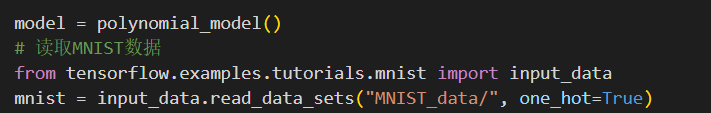 model = polynomial_model()
# 读取MNIST数据
from tensorflow.examples.tutorials.mnist import input_data
mnist = input_data.read_data_sets("MNIST_data/", one_hot=True)